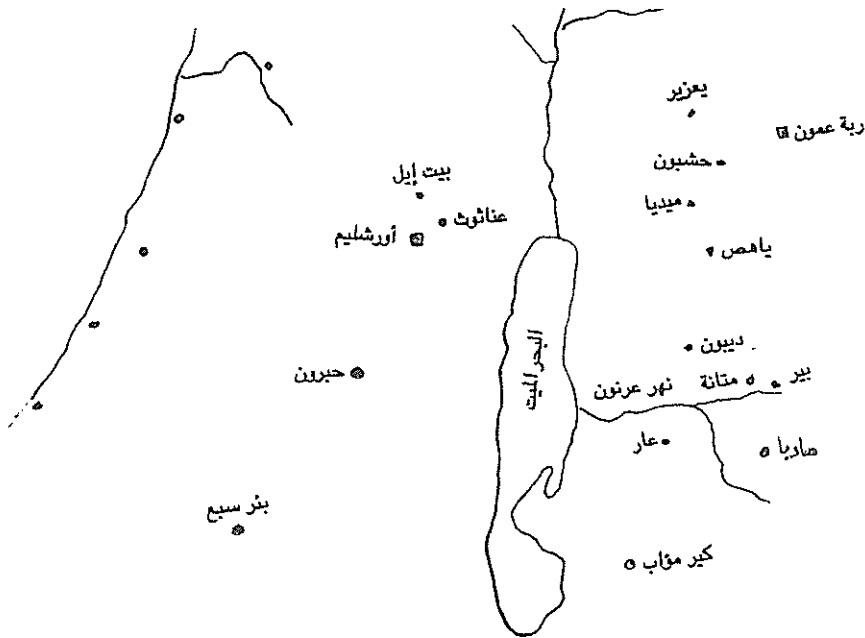 يعزير
ربة عمون
حشبون
بيت إيل
ميديا
عناثوث
أورشليم
ياهص
البحر الميت
ديبون
حبرون
بير
متانة
نهر عرنون
عار
صادبا
بئر سبع
كير مؤاب